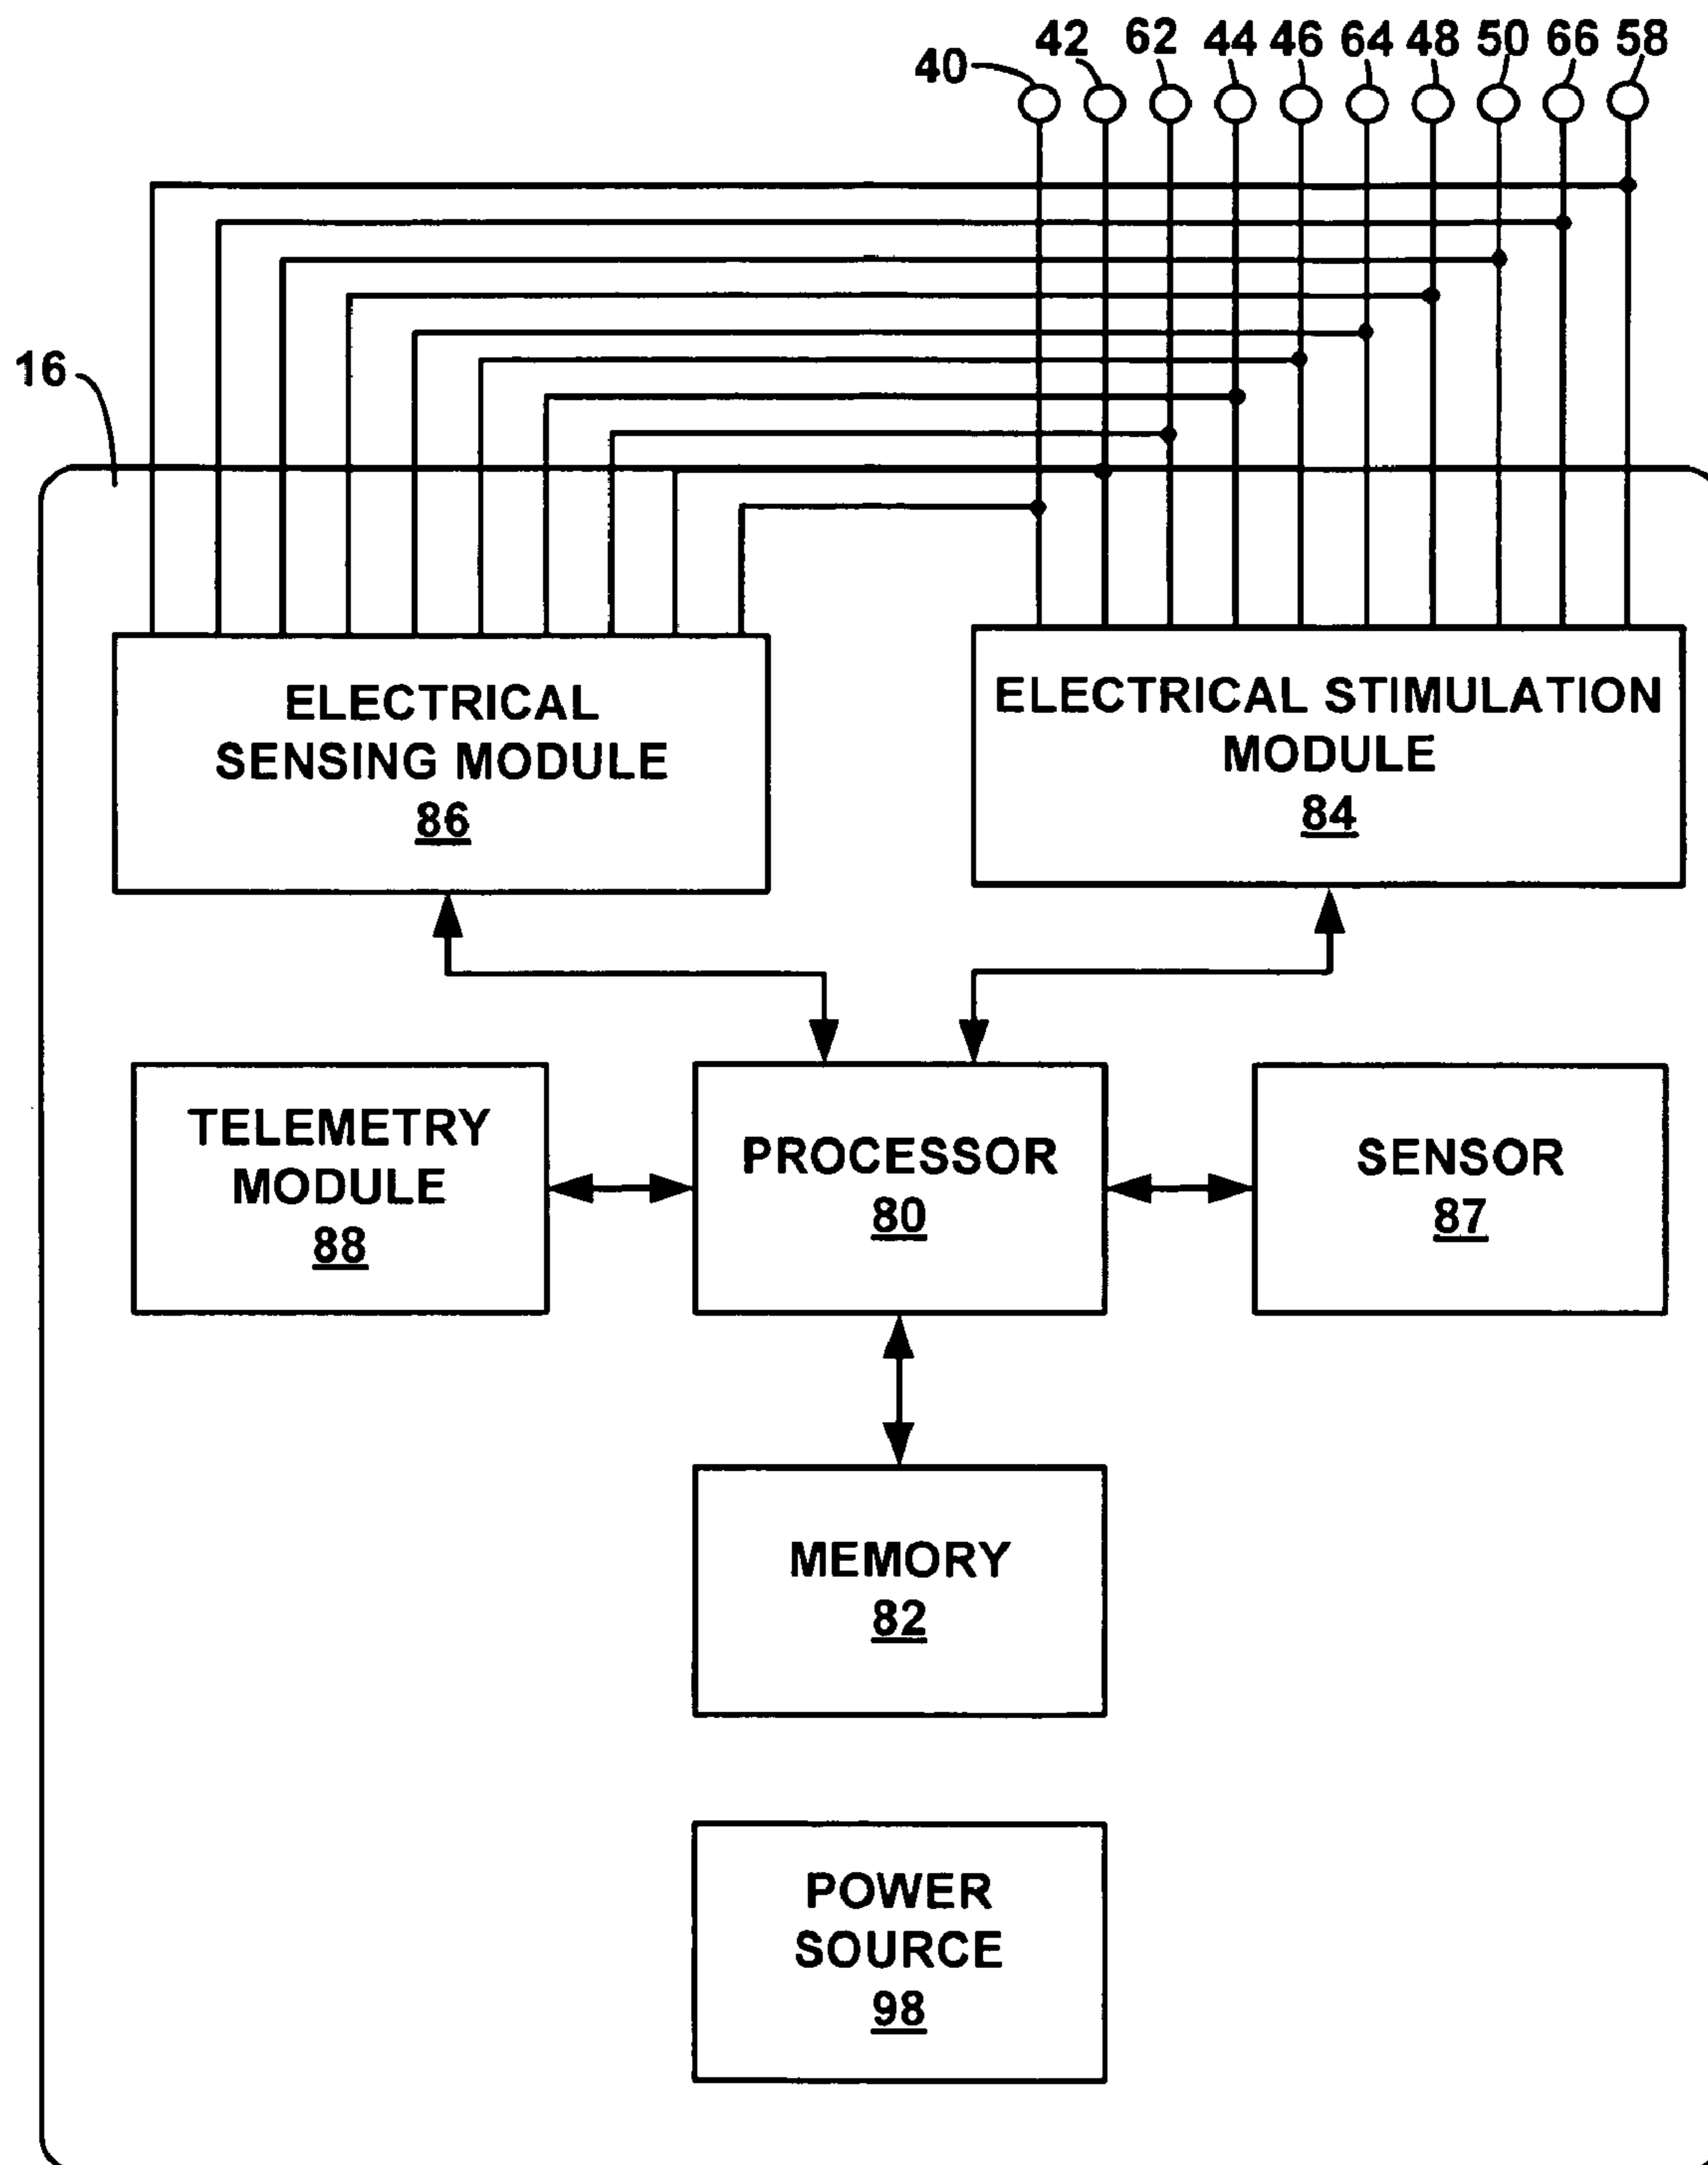 40 42 62 44 46 64 48 50 66 58
16
ELECTRICAL
SENSING MODULE
86
ELECTRICAL STIMULATION
MODULE
84
TELEMETRY
MODULE
88
PROCESSOR
80
SENSOR
87
MEMORY
82
POWER
SOURCE
98